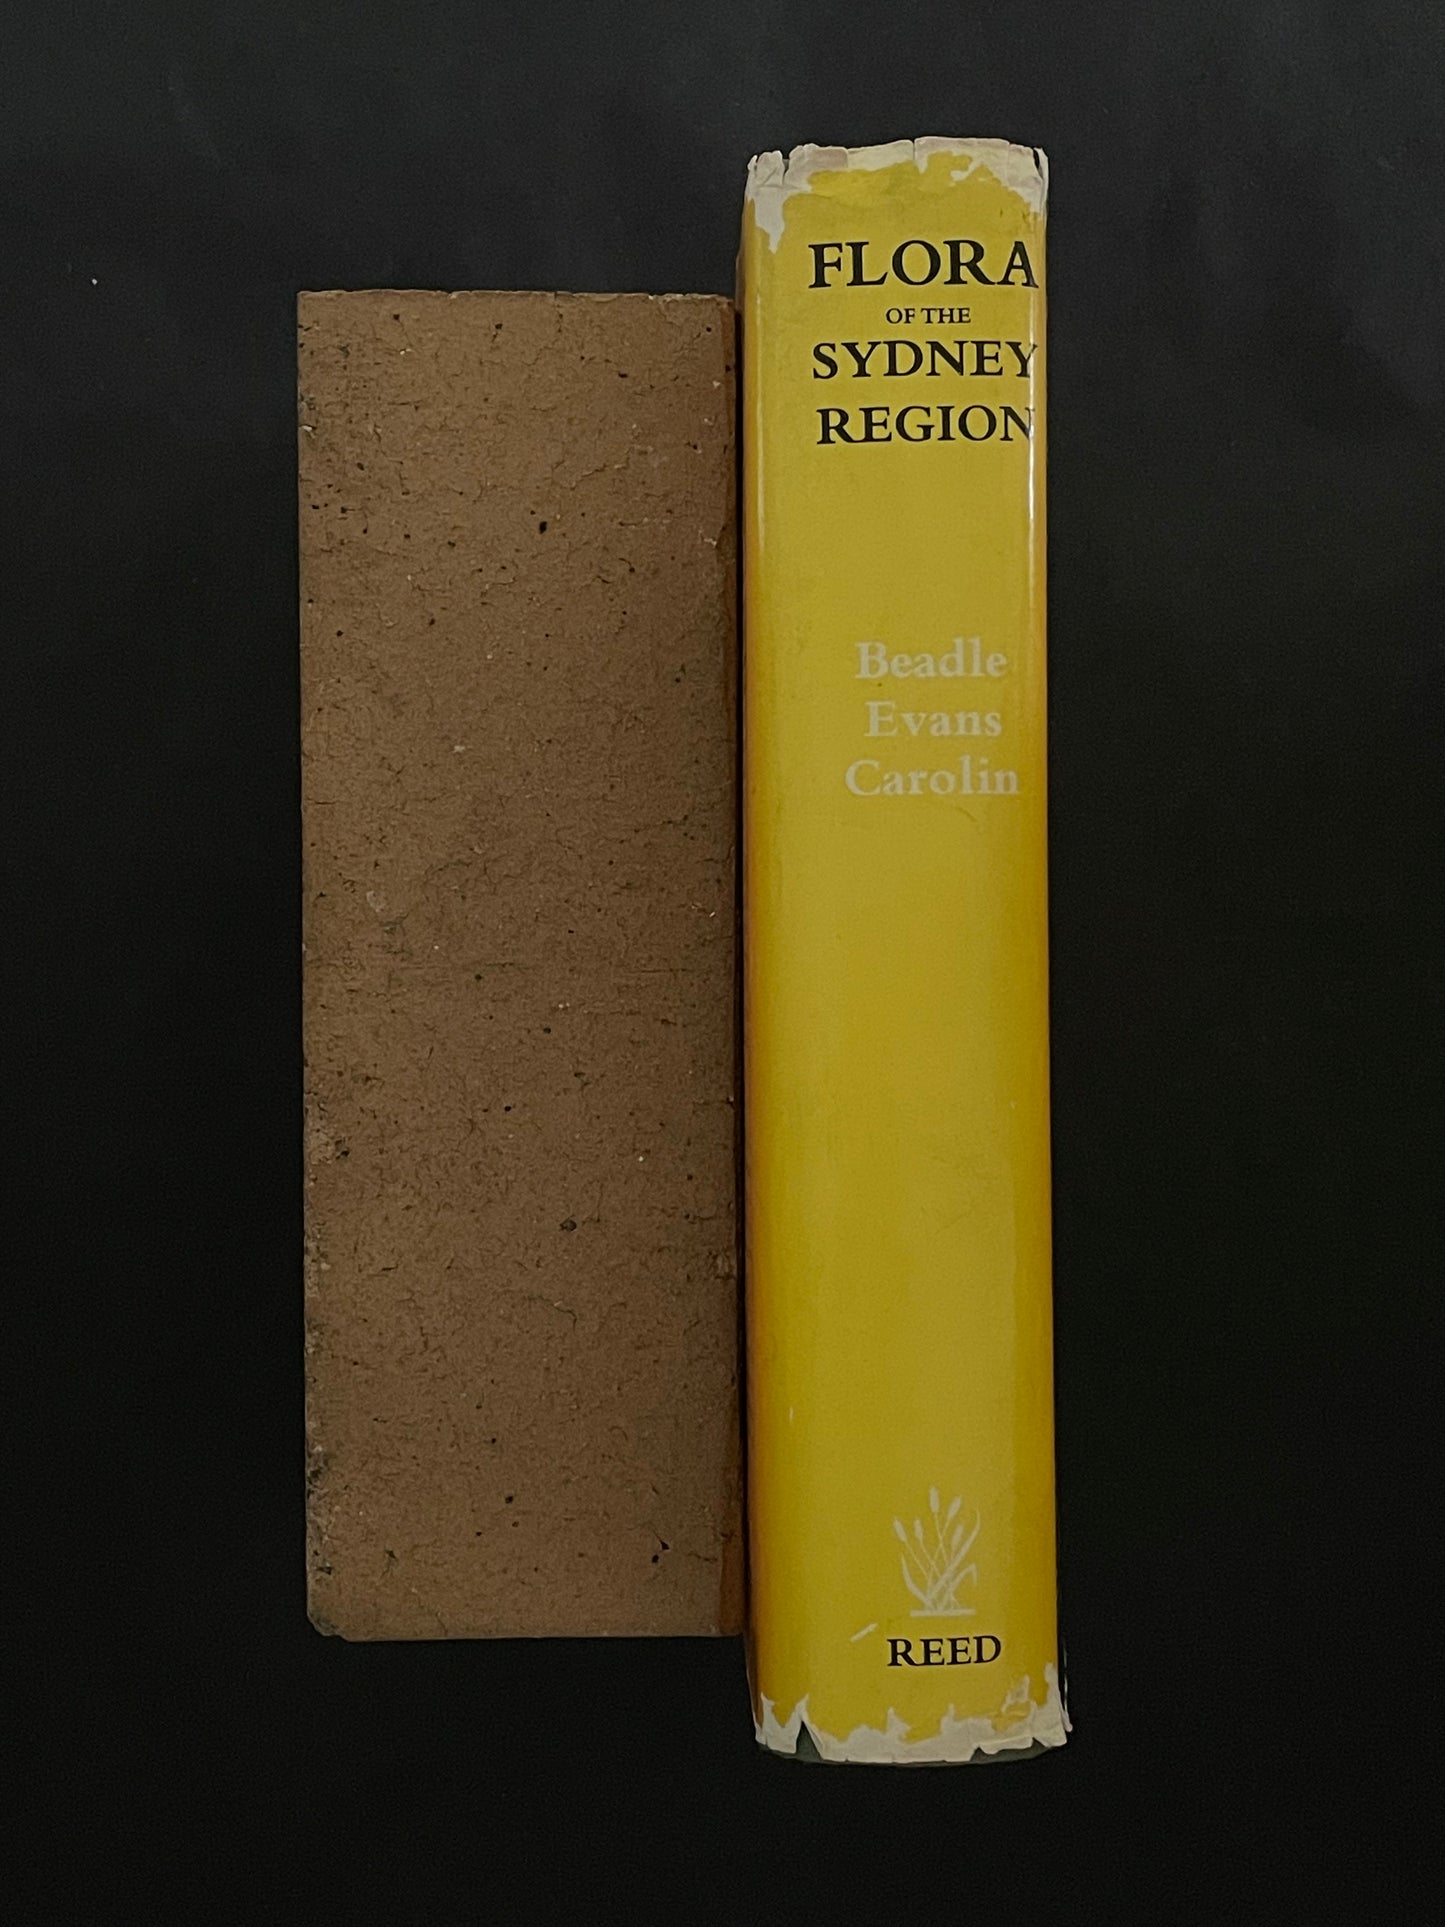 FLORA
OF THE
SYDNEY
REGION
Beadle
Evans
Carolin
REED